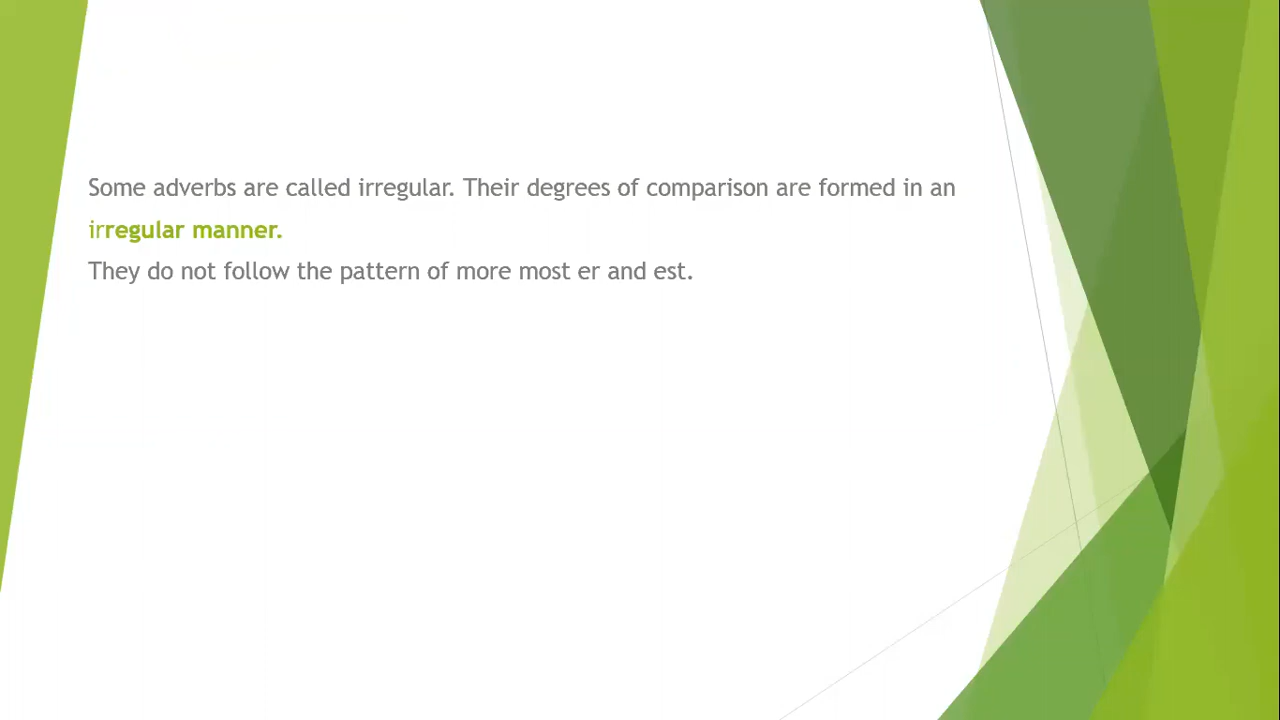 Some adverbs are called irregular. Their degrees of comparison are formed in an
irregular manner.
They do not follow the pattern of more most er and est.